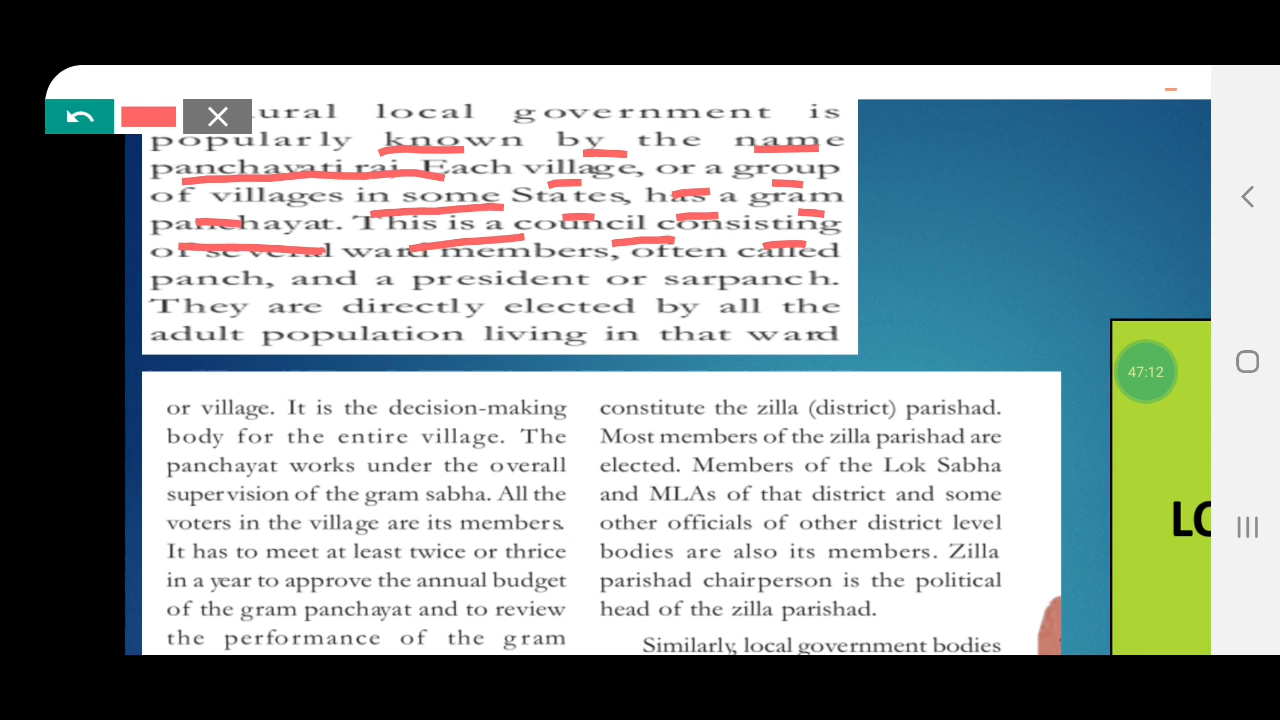 ural local government is
popularly known by the name
panchayati raj. Each village, or a group
of villages in some States, has a gram
panchayat. This is a council consisting
of several ward members, often called
panch, and a president or sarpanch.
They are directly elected by all the
adult population living in that ward
or village. It is the decision-making
body for the entire village. The
panchayat works under the overall
supervision of the gram sabha. All the
voters in the village are its members.
It has to meet at least twice or thrice
in a year to approve the annual budget
of the gram panchayat and to review
the performance of the gram
constitute the zilla (district) parishad.
Most members of the zilla parishad are
elected. Members of the Lok Sabha
and MLAs of that district and some
other officials of other district level
bodies are also its members. Zilla
parishad chairperson is the political
head of the zilla parishad.
Similarly, local government bodies
47:12
LO